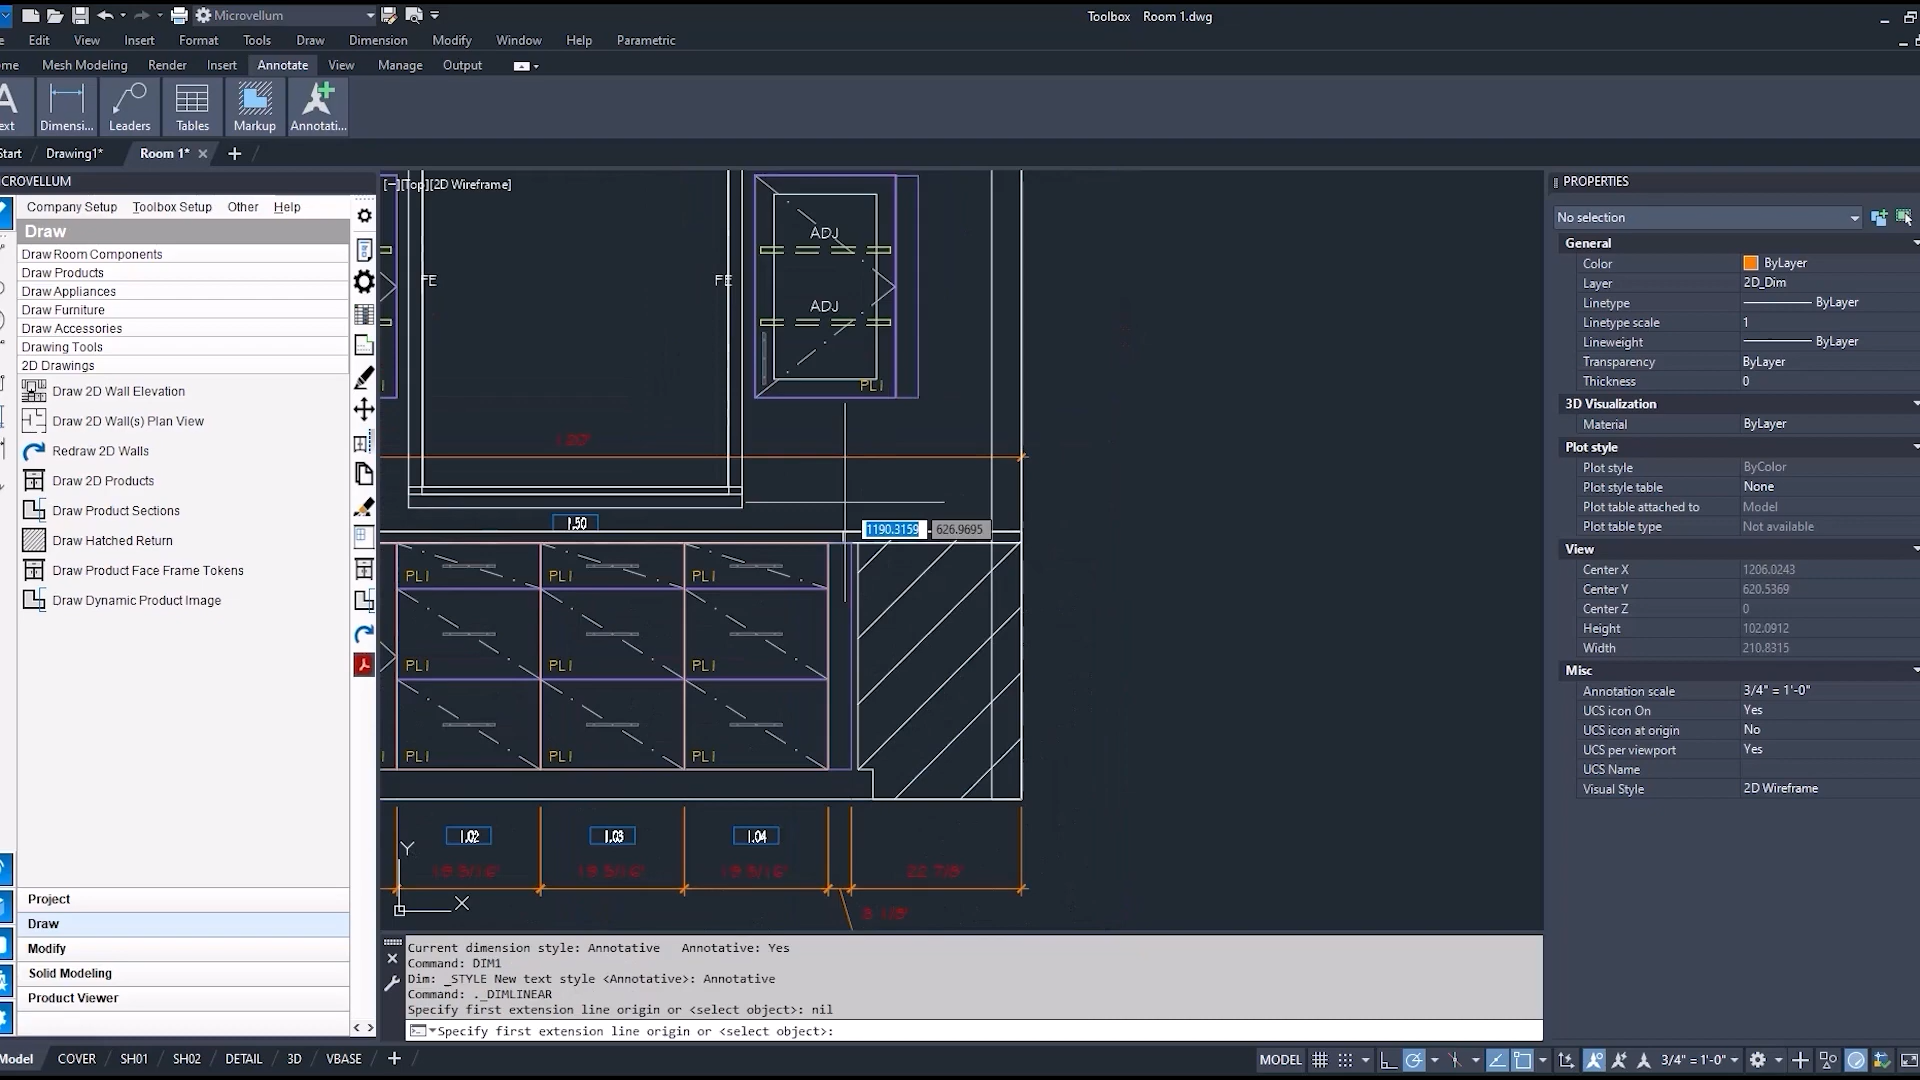 Microvellum
Toolbox Room 1.dwg
Edit View Insert Format Tools Draw Dimension Modify Window Help Parametric
Mesh Modeling Render Insert Annotate View Manage Output
Dimensi... Leaders Tables Markup Annotati...
Start Drawing1* Room 1*
[−][Top][2D Wireframe]
Company Setup Toolbox Setup Other Help
Draw
Draw Room Components
Draw Products
Draw Appliances
Draw Furniture
Draw Accessories
Drawing Tools
2D Drawings
Draw 2D Wall Elevation
Draw 2D Wall(s) Plan View
Redraw 2D Walls
Draw 2D Products
Draw Product Sections
Draw Hatched Return
Draw Product Face Frame Tokens
Draw Dynamic Product Image
Project
Draw
Modify
Solid Modeling
Product Viewer
ADJ
FE FE
ADJ
PLI
120"
1.50
1190.3159 626.9695
PLI PLI PLI
PLI PLI PLI
PLI PLI PLI
1.02 1.03 1.04
Y
22 7/8"
X
3 1/8"
Current dimension style: Annotative Annotative: Yes
Command: DIM1
Dim: _STYLE New text style <Annotative>: Annotative
Command: ._DIMLINEAR
Specify first extension line origin or <select object>: nil
Specify first extension line origin or <select object>:
PROPERTIES
No selection
General
Color ByLayer
Layer 2D_Dim
Linetype ByLayer
Linetype scale 1
Lineweight ByLayer
Transparency ByLayer
Thickness 0
3D Visualization
Material ByLayer
Plot style
Plot style ByColor
Plot style table None
Plot table attached to Model
Plot table type Not available
View
Center X 1206.0243
Center Y 620.5369
Center Z 0
Height 102.0912
Width 210.8315
Misc
Annotation scale 3/4" = 1'-0"
UCS icon On Yes
UCS icon at origin No
UCS per viewport Yes
UCS Name
Visual Style 2D Wireframe
Model COVER SH01 SH02 DETAIL 3D VBASE
MODEL 3/4" = 1'-0"